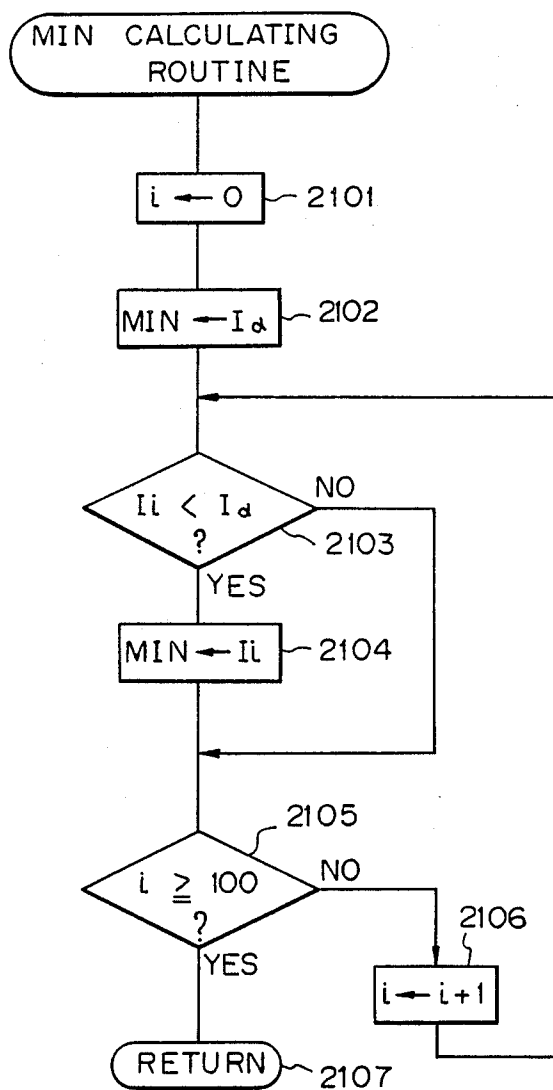 MIN CALCULATING
ROUTINE
i ← 0
2101
MIN ← Iα
2102
Ii < Iα
?
NO
2103
YES
MIN ← Ii
2104
2105
i ≧ 100
?
NO
2106
YES
i ← i+1
RETURN
2107